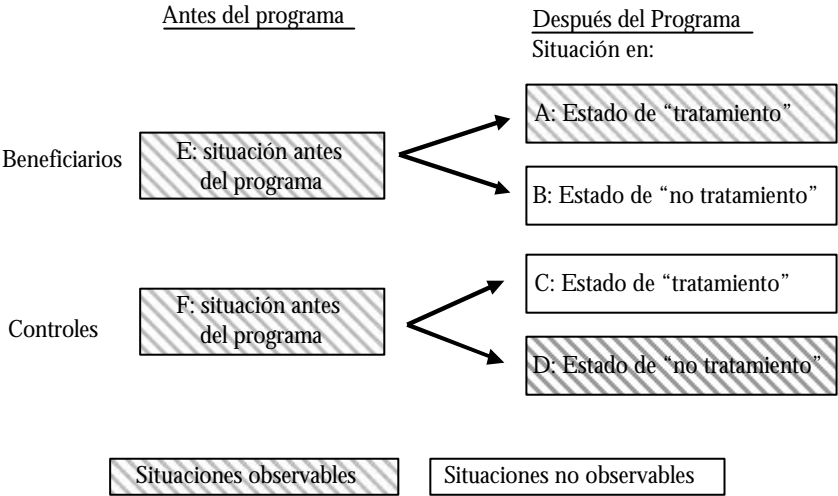 Antes del programa
Después del Programa
Situación en:
A: Estado de “tratamiento”
Beneficiarios
E: situación antes
del programa
B: Estado de “no tratamiento”
C: Estado de “tratamiento”
Controles
F: situación antes
del programa
D: Estado de “no tratamiento”
Situaciones observables
Situaciones no observables